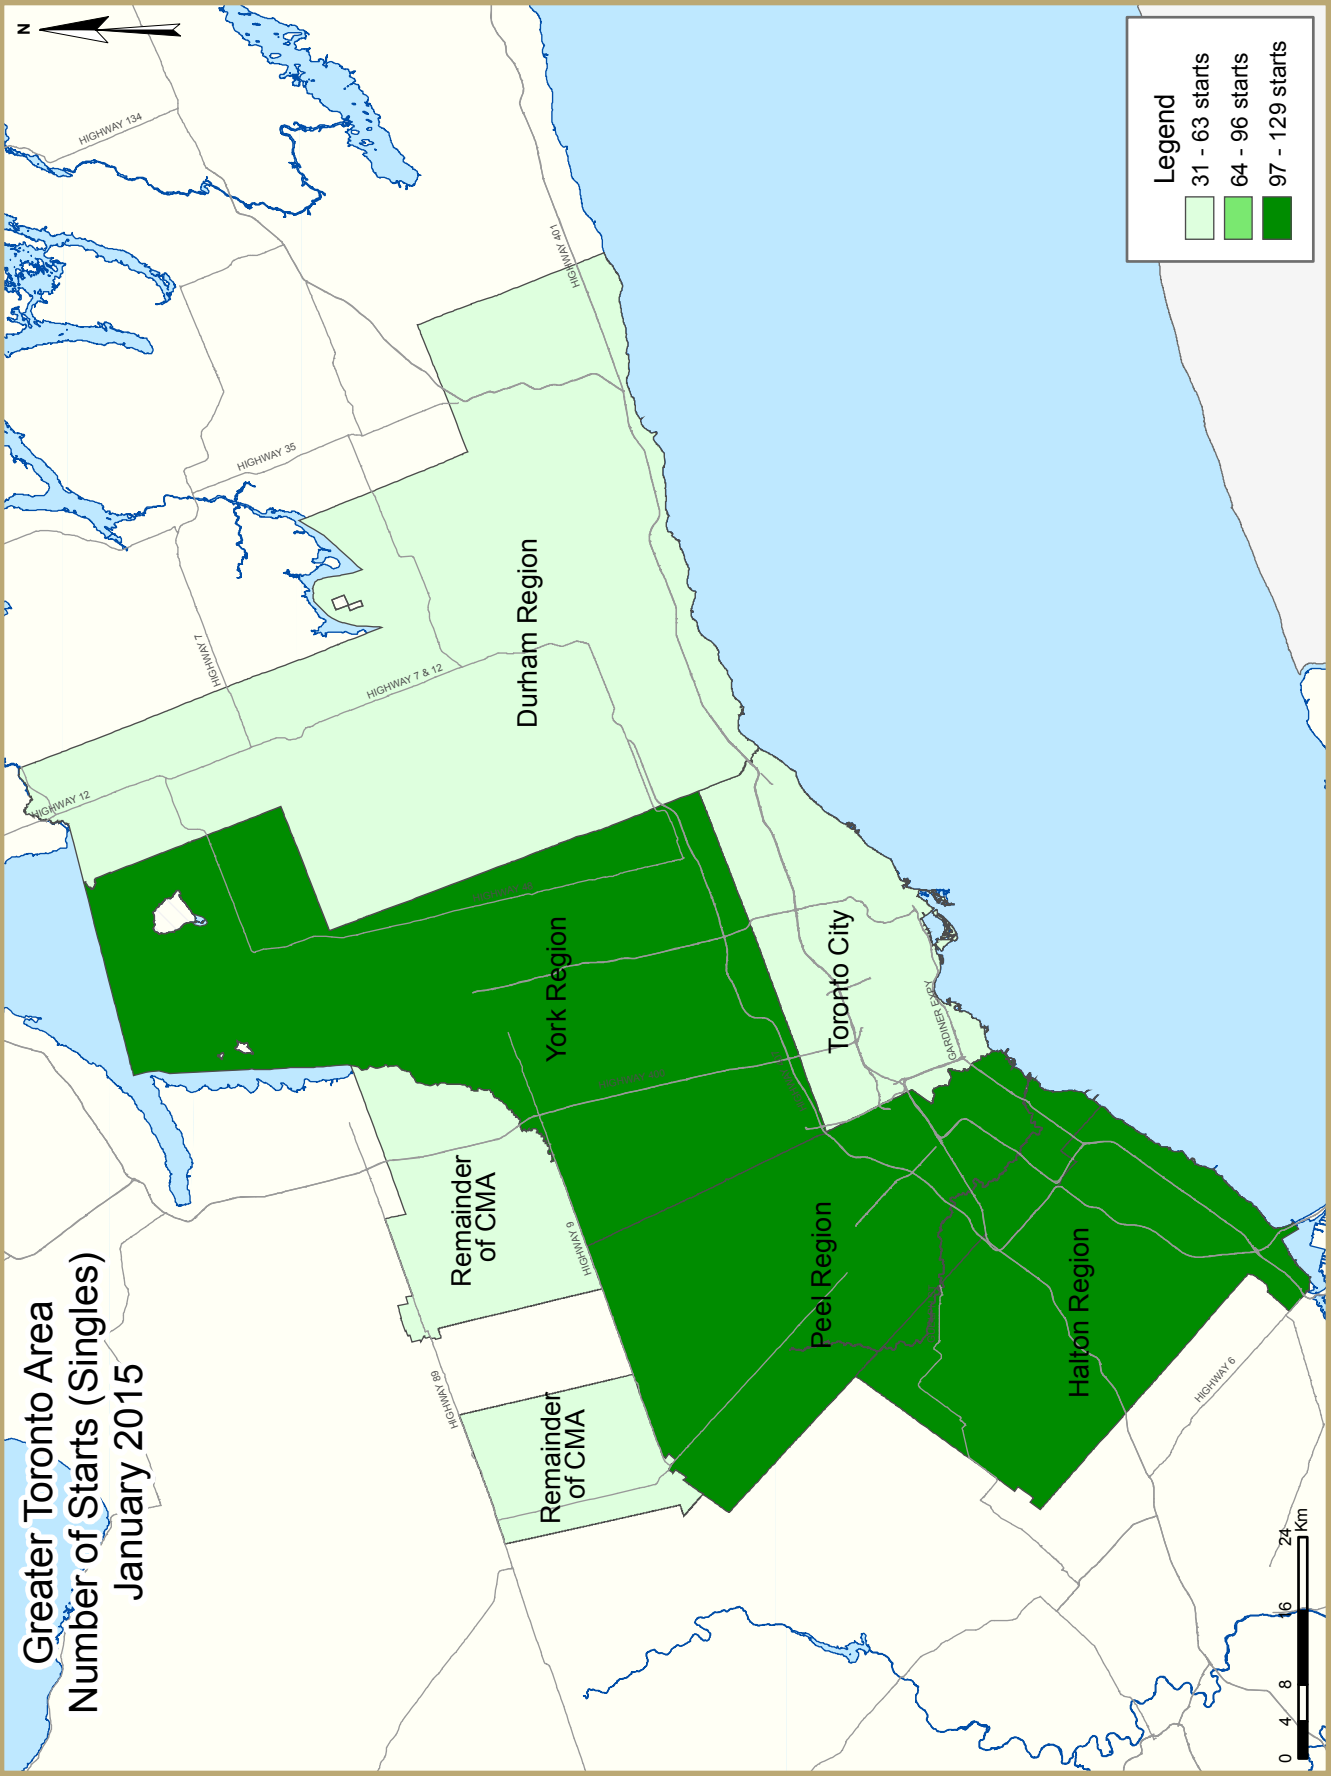 Greater Toronto Area
Number of Starts (Singles)
January 2015
N
HIGHWAY 134
HIGHWAY 401
HIGHWAY 35
HIGHWAY 7
HIGHWAY 7 & 12
HIGHWAY 12
Durham Region
York Region
Toronto City
GARDINER EXPY
Remainder
of CMA
HIGHWAY 9
HIGHWAY 89
Remainder
of CMA
Peel Region
Halton Region
HIGHWAY 6
Legend
31 - 63 starts
64 - 96 starts
97 - 129 starts
0 4 8 16 24
Km